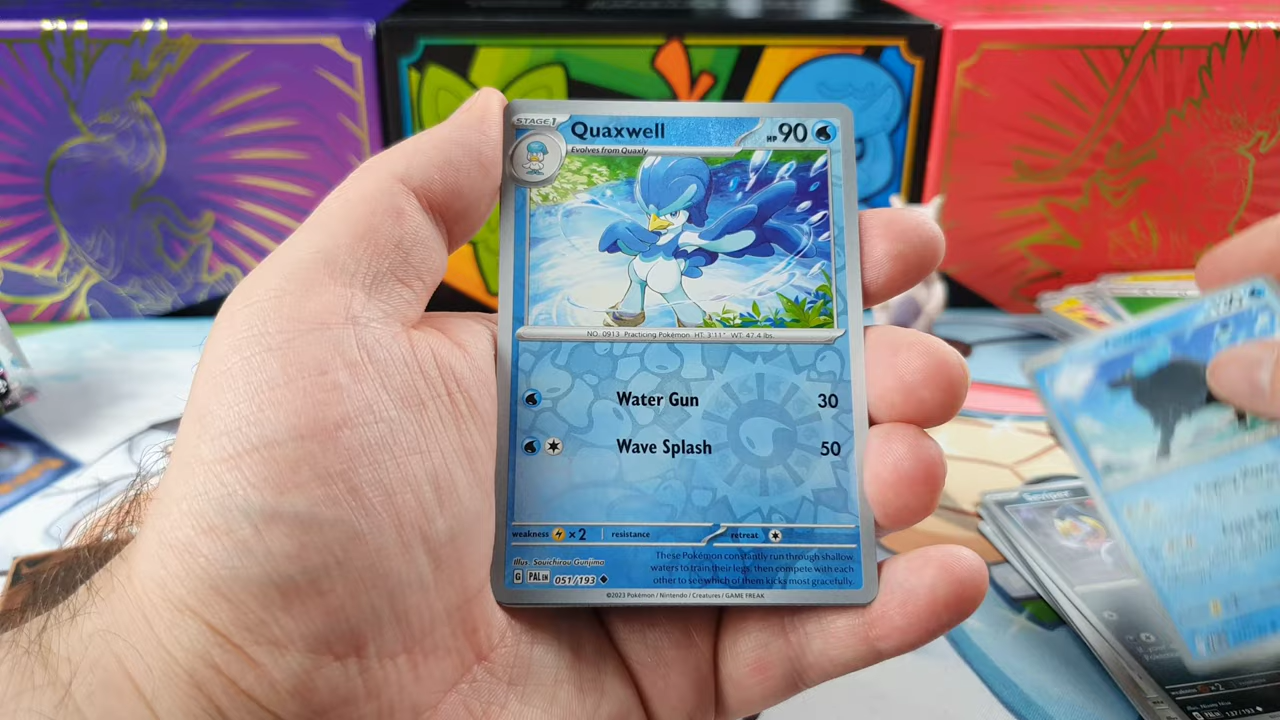 STAGE1
Quaxwell
HP 90
Evolves from Quaxly
NO. 0913 Practicing Pokémon HT: 3'11" WT: 47.4 lbs.
Water Gun 30
Wave Splash 50
weakness ×2 resistance retreat
Illus. Souichirou Gunjima
These Pokémon constantly run through shallow
waters to train their legs, then compete with each
other to see which of them kicks most gracefully.
G PAL EN 051/193
©2023 Pokémon / Nintendo / Creatures / GAME FREAK
Seviper
137/193